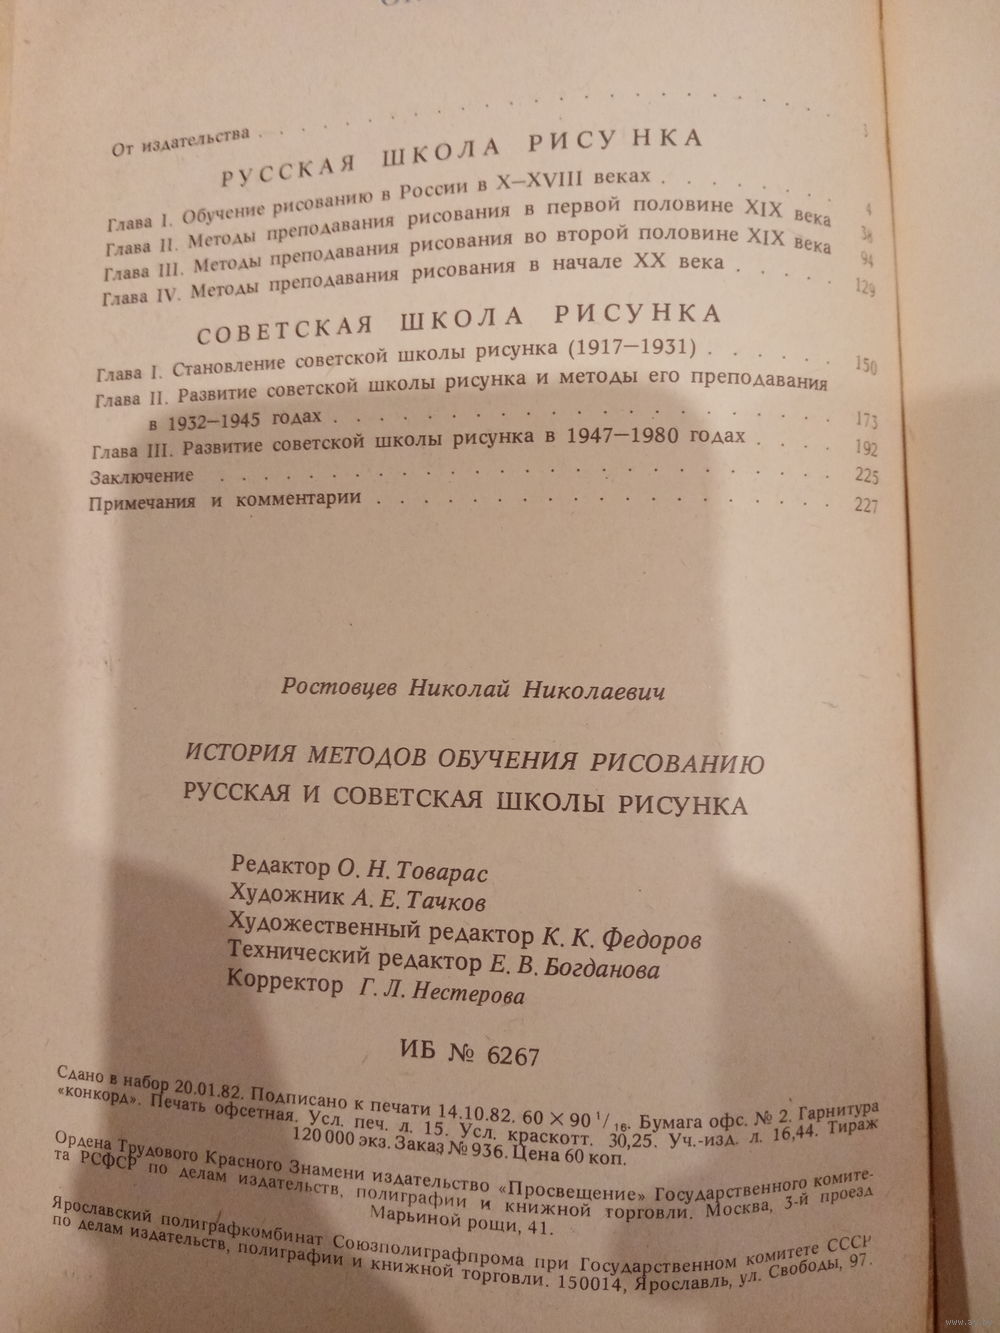 От издательства . . . . . . . . . . . . . . . . . . . . . 3
РУССКАЯ ШКОЛА РИСУНКА
Глава I. Обучение рисованию в России в X—XVIII веках . . . . . . . 4
Глава II. Методы преподавания рисования в первой половине XIX века 38
Глава III. Методы преподавания рисования во второй половине XIX века 94
Глава IV. Методы преподавания рисования в начале XX века . . . . 129
СОВЕТСКАЯ ШКОЛА РИСУНКА
Глава I. Становление советской школы рисунка (1917—1931) . . . . . . 150
Глава II. Развитие советской школы рисунка и методы его преподавания
в 1932—1945 годах . . . . . . . . . . . . . . . . . . 173
Глава III. Развитие советской школы рисунка в 1947—1980 годах . . . . 192
Заключение . . . . . . . . . . . . . . . . . . . . . . 225
Примечания и комментарии . . . . . . . . . . . . . . . . . 227
Ростовцев Николай Николаевич
ИСТОРИЯ МЕТОДОВ ОБУЧЕНИЯ РИСОВАНИЮ
РУССКАЯ И СОВЕТСКАЯ ШКОЛЫ РИСУНКА
Редактор О. Н. Товарас
Художник А. Е. Тачков
Художественный редактор К. К. Федоров
Технический редактор Е. В. Богданова
Корректор Г. Л. Нестерова
ИБ № 6267
Сдано в набор 20.01.82. Подписано к печати 14.10.82. 60 × 90 1/16. Бумага офс. № 2. Гарнитура
«конкорд». Печать офсетная. Усл. печ. л. 15. Усл. краскотт. 30,25. Уч.-изд. л. 16,44. Тираж
120 000 экз. Заказ № 936. Цена 60 коп.
Ордена Трудового Красного Знамени издательство «Просвещение» Государственного комите-
та РСФСР по делам издательств, полиграфии и книжной торговли. Москва, 3-й проезд
Марьиной рощи, 41.
Ярославский полиграфкомбинат Союзполиграфпрома при Государственном комитете СССР
по делам издательств, полиграфии и книжной торговли. 150014, Ярославль, ул. Свободы, 97.